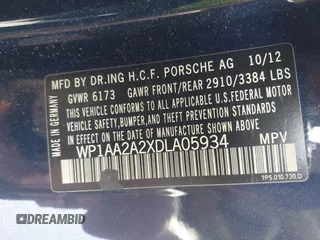 MFD BY DR.ING H.C.F. PORSCHE AG 10/12
GVWR 6173 GAWR FRONT/REAR 2910/3384 LBS
THIS VEHICLE CONFORMS TO ALL APPLICABLE U.S. FEDERAL MOTOR
VEHICLE SAFETY AND THEFT PREVENTION STANDARDS IN EFFECT
ON THE DATE OF MANUFACTURE SHOWN ABOVE.
WP1AA2A2XDLA05934 MPV
MADE IN GERMANY
7P5.010.730.D
© DREAMBID